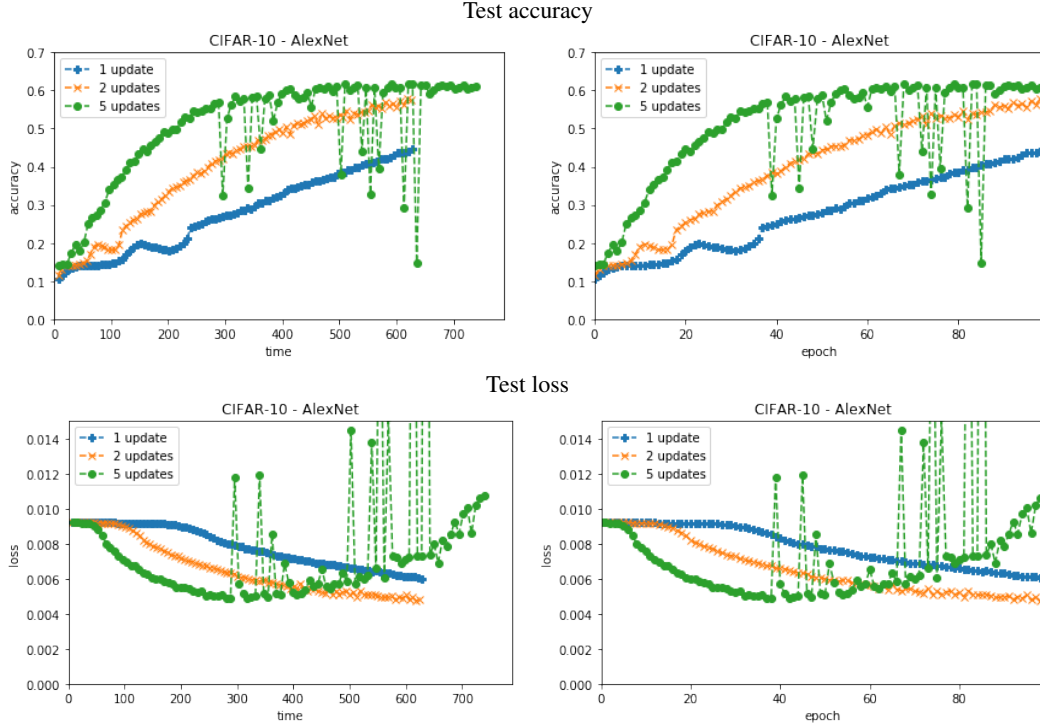 Test accuracy
CIFAR-10 - AlexNet
0.7
0.6
0.5
0.4
0.3
0.2
0.1
0.0
accuracy
1 update
2 updates
5 updates
0 100 200 300 400 500 600 700
time
CIFAR-10 - AlexNet
0.7
0.6
0.5
0.4
0.3
0.2
0.1
0.0
accuracy
1 update
2 updates
5 updates
0 20 40 60 80
epoch
Test loss
CIFAR-10 - AlexNet
0.014
0.012
0.010
0.008
0.006
0.004
0.002
0.000
loss
1 update
2 updates
5 updates
0 100 200 300 400 500 600 700
time
CIFAR-10 - AlexNet
0.014
0.012
0.010
0.008
0.006
0.004
0.002
0.000
loss
1 update
2 updates
5 updates
0 20 40 60 80
epoch